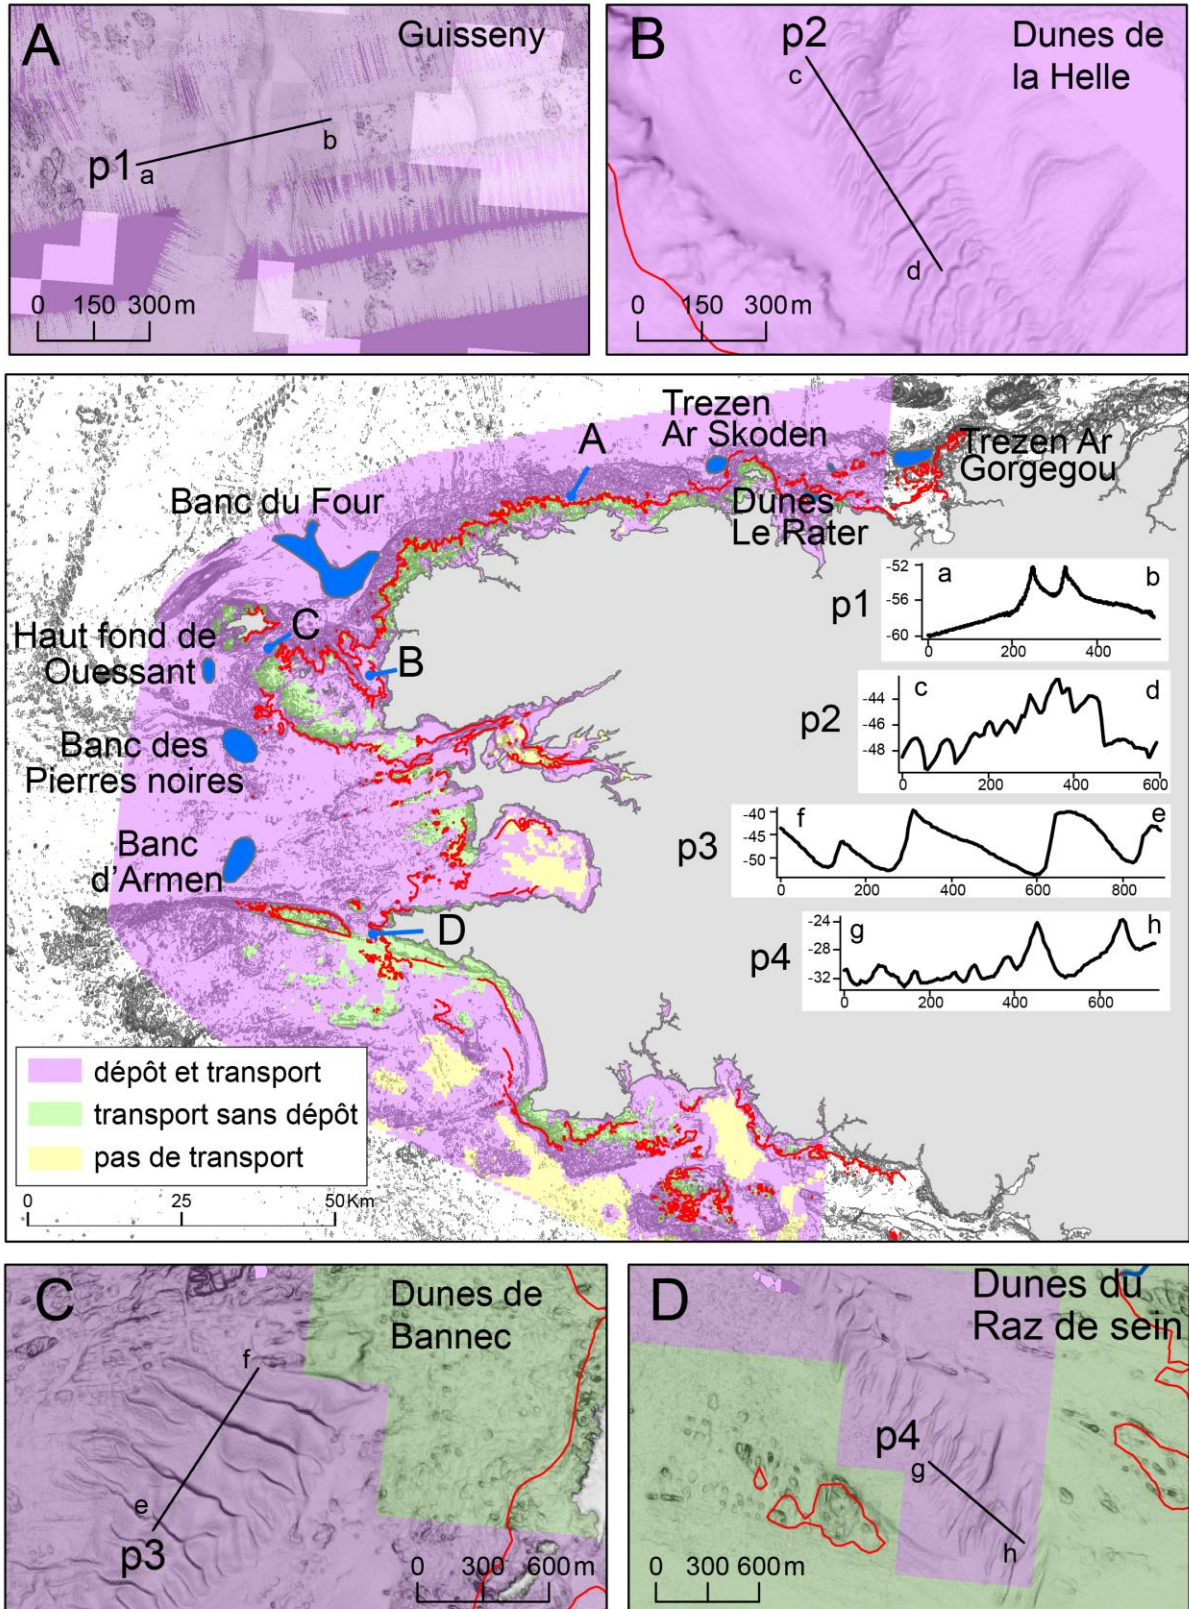 A
Guisseny
p1
a
b
0 150 300m
B
p2
c
Dunes de
la Helle
d
0 150 300m
Trezen
Ar Skoden
A
Trezen Ar
Gorgegou
Banc du Four
Dunes
Le Rater
C
Haut fond de
Ouessant
B
Banc des
Pierres noires
Banc
d'Armen
D
p1
a
b
-52
-56
-60
0 200 400
p2
c
d
-44
-46
-48
0 200 400 600
p3
f
e
-40
-45
-50
0 200 400 600 800
p4
g
h
-24
-28
-32
0 200 400 600
dépôt et transport
transport sans dépôt
pas de transport
0 25 50Km
C
Dunes de
Bannec
f
e
p3
0 300 600m
D
Dunes du
Raz de sein
p4
g
h
0 300 600m